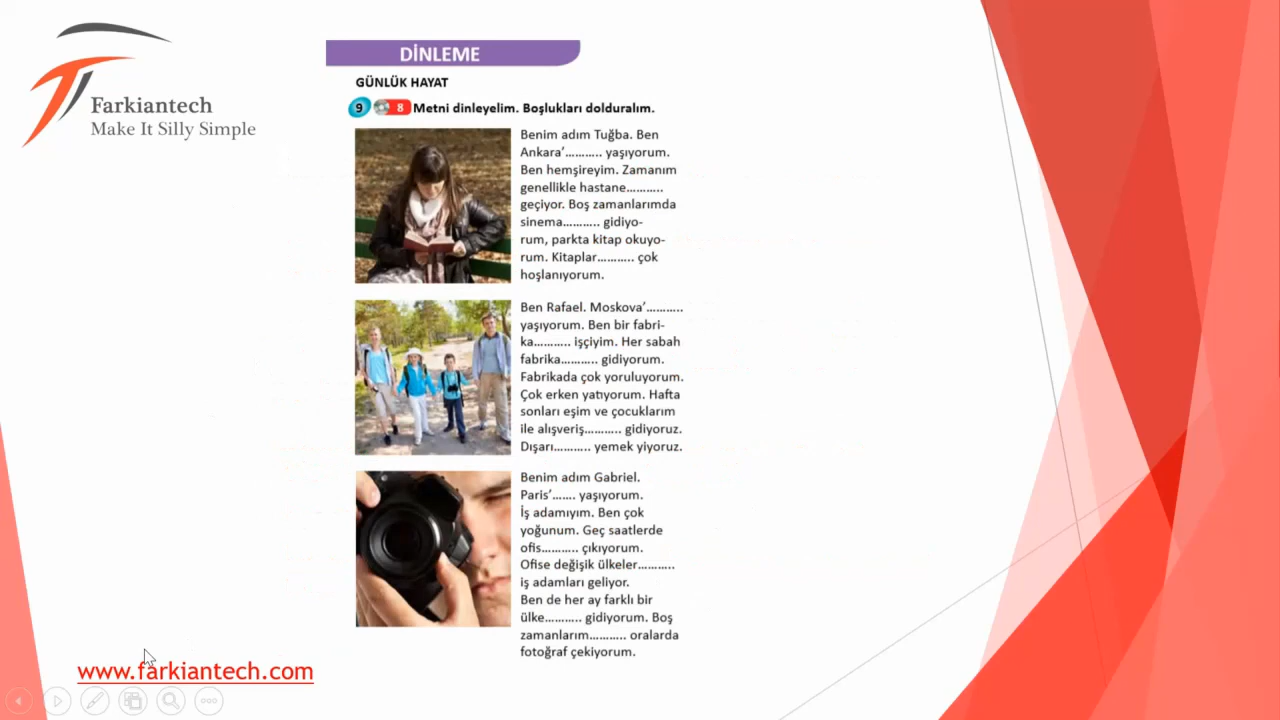 Farkiantech
Make It Silly Simple
DİNLEME
GÜNLÜK HAYAT
9 8 Metni dinleyelim. Boşlukları dolduralım.
Benim adım Tuğba. Ben
Ankara’……….. yaşıyorum.
Ben hemşireyim. Zamanım
genellikle hastane………..
geçiyor. Boş zamanlarımda
sinema……….. gidiyo-
rum, parkta kitap okuyo-
rum. Kitaplar……….. çok
hoşlanıyorum.
Ben Rafael. Moskova’………..
yaşıyorum. Ben bir fabri-
ka……….. işçiyim. Her sabah
fabrika……….. gidiyorum.
Fabrikada çok yoruluyorum.
Çok erken yatıyorum. Hafta
sonları eşim ve çocuklarım
ile alışveriş……….. gidiyoruz.
Dışarı……….. yemek yiyoruz.
Benim adım Gabriel.
Paris’……. yaşıyorum.
İş adamıyım. Ben çok
yoğunum. Geç saatlerde
ofis……….. çıkıyorum.
Ofise değişik ülkeler………..
iş adamları geliyor.
Ben de her ay farklı bir
ülke……….. gidiyorum. Boş
zamanlarım……….. oralarda
fotoğraf çekiyorum.
www.farkiantech.com